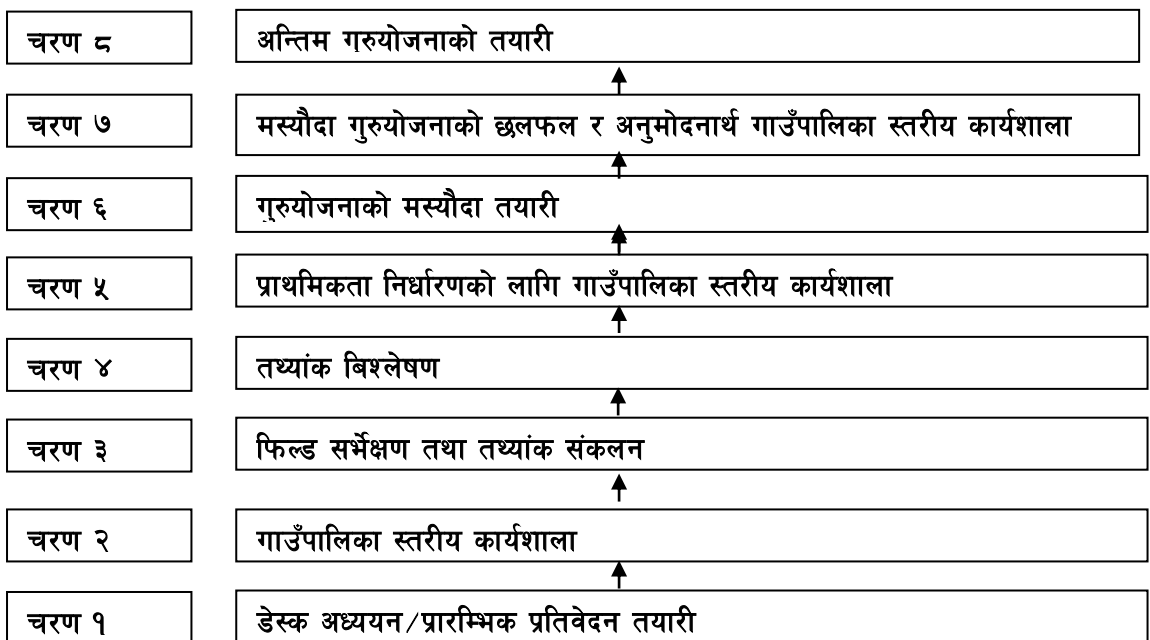 चरण ८ अन्तिम गुरुयोजनाको तयारी
चरण ७ मस्यौदा गुरुयोजनाको छलफल र अनुमोदनार्थ गाउँपालिका स्तरीय कार्यशाला
चरण ६ गुरुयोजनाको मस्यौदा तयारी
चरण ५ प्राथमिकता निर्धारणको लागि गाउँपालिका स्तरीय कार्यशाला
चरण ४ तथ्यांक बिश्लेषण
चरण ३ फिल्ड सर्भेक्षण तथा तथ्यांक संकलन
चरण २ गाउँपालिका स्तरीय कार्यशाला
चरण १ डेस्क अध्ययन/प्रारम्भिक प्रतिवेदन तयारी